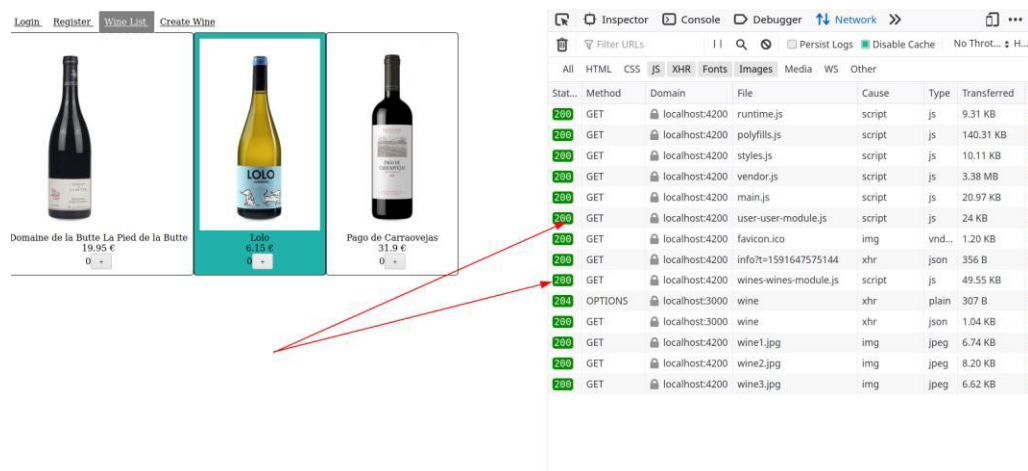 Login Register Wine List Create Wine
LOLO
PAGO DE
CARRAOVEJAS
Domaine de la Butte La Pied de la Butte
19.95 €
0 +
Lolo
6,15 €
0 +
Pago de Carraovejas
31.9 €
0 +
Inspector Console Debugger Network
Filter URLs Persist Logs Disable Cache No Throt... H...
All HTML CSS JS XHR Fonts Images Media WS Other
Stat... Method Domain File Cause Type Transferred
200 GET localhost:4200 runtime.js script js 9.31 KB
200 GET localhost:4200 polyfills.js script js 140.31 KB
200 GET localhost:4200 styles.js script js 10.11 KB
200 GET localhost:4200 vendor.js script js 3.38 MB
200 GET localhost:4200 main.js script js 20.97 KB
200 GET localhost:4200 user-user-module.js script js 24 KB
200 GET localhost:4200 favicon.ico img vnd... 1.20 KB
200 GET localhost:4200 info?t=1591647575144 xhr json 356 B
200 GET localhost:4200 wines-wines-module.js script js 49.55 KB
204 OPTIONS localhost:3000 wine xhr plain 307 B
200 GET localhost:3000 wine xhr json 1.04 KB
200 GET localhost:4200 wine1.jpg img jpeg 6.74 KB
200 GET localhost:4200 wine2.jpg img jpeg 8.20 KB
200 GET localhost:4200 wine3.jpg img jpeg 6.62 KB